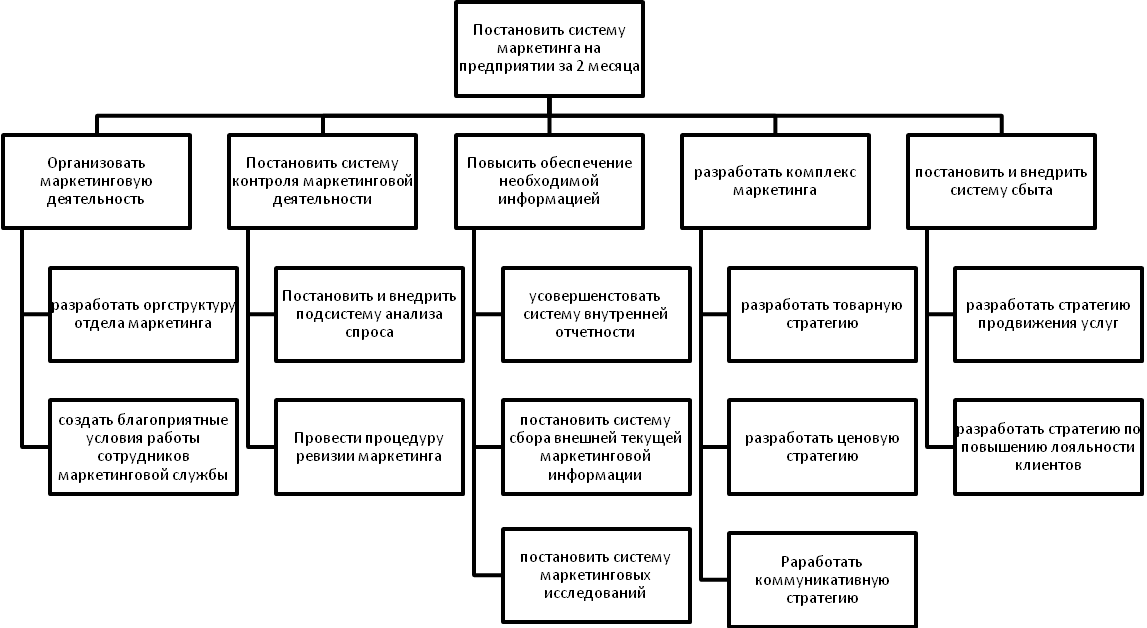 Постановить систему
маркетинга на
предприятии за 2 месяца
Организовать
маркетинговую
деятельность
Постановить систему
контроля маркетинговой
деятельности
Повысить обеспечение
необходимой
информацией
разработать комплекс
маркетинга
постановить и внедрить
систему сбыта
разработать оргструктуру
отдела маркетинга
Постановить и внедрить
подсистему анализа
спроса
усовершенстовать
систему внутренней
отчетности
разработать товарную
стратегию
разработать стратегию
продвижения услуг
создать благоприятные
условия работы
сотрудников
маркетинговой службы
Провести процедуру
ревизии маркетинга
постановить систему
сбора внешней текущей
маркетинговой
информации
разработать ценовую
стратегию
разработать стратегию по
повышению лояльности
клиентов
постановить систему
маркетинговых
исследований
Раработать
коммуникативную
стратегию